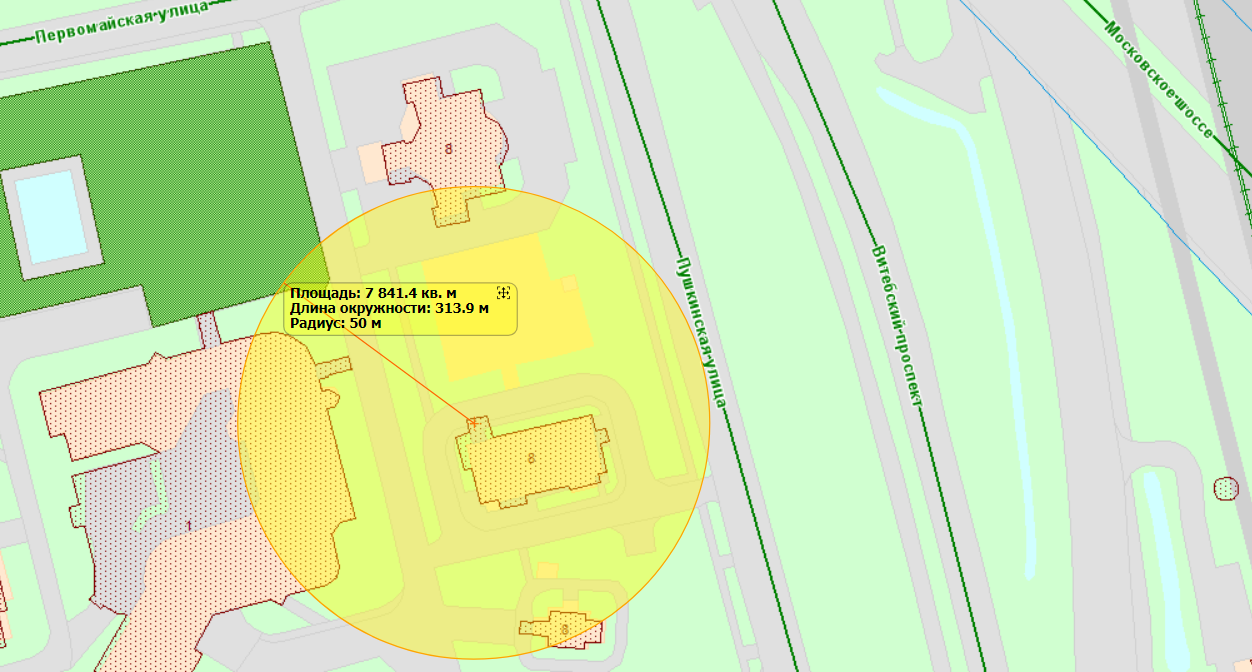 Первомайская улица
Московское шоссе
8
Пушкинская улица
Витебский проспект
Площадь: 7 841.4 кв. м
Длина окружности: 313.9 м
Радиус: 50 м
8
1
8